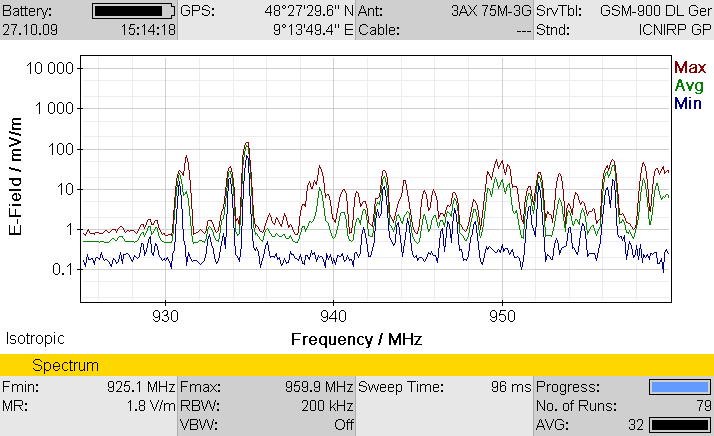 Battery: GPS: 48°27'29.6" N Ant: 3AX 75M-3G SrvTbl: GSM-900 DL Ger
27.10.09 15:14:18 9°13'49.4" E Cable: --- Stnd: ICNIRP GP
Max
Avg
Min
10 000
1 000
100
10
1
0.1
E-Field / mV/m
930 940 950
Isotropic Frequency / MHz
Spectrum
Fmin: 925.1 MHz Fmax: 959.9 MHz Sweep Time: 96 ms Progress:
MR: 1.8 V/m RBW: 200 kHz No. of Runs: 79
VBW: Off AVG: 32